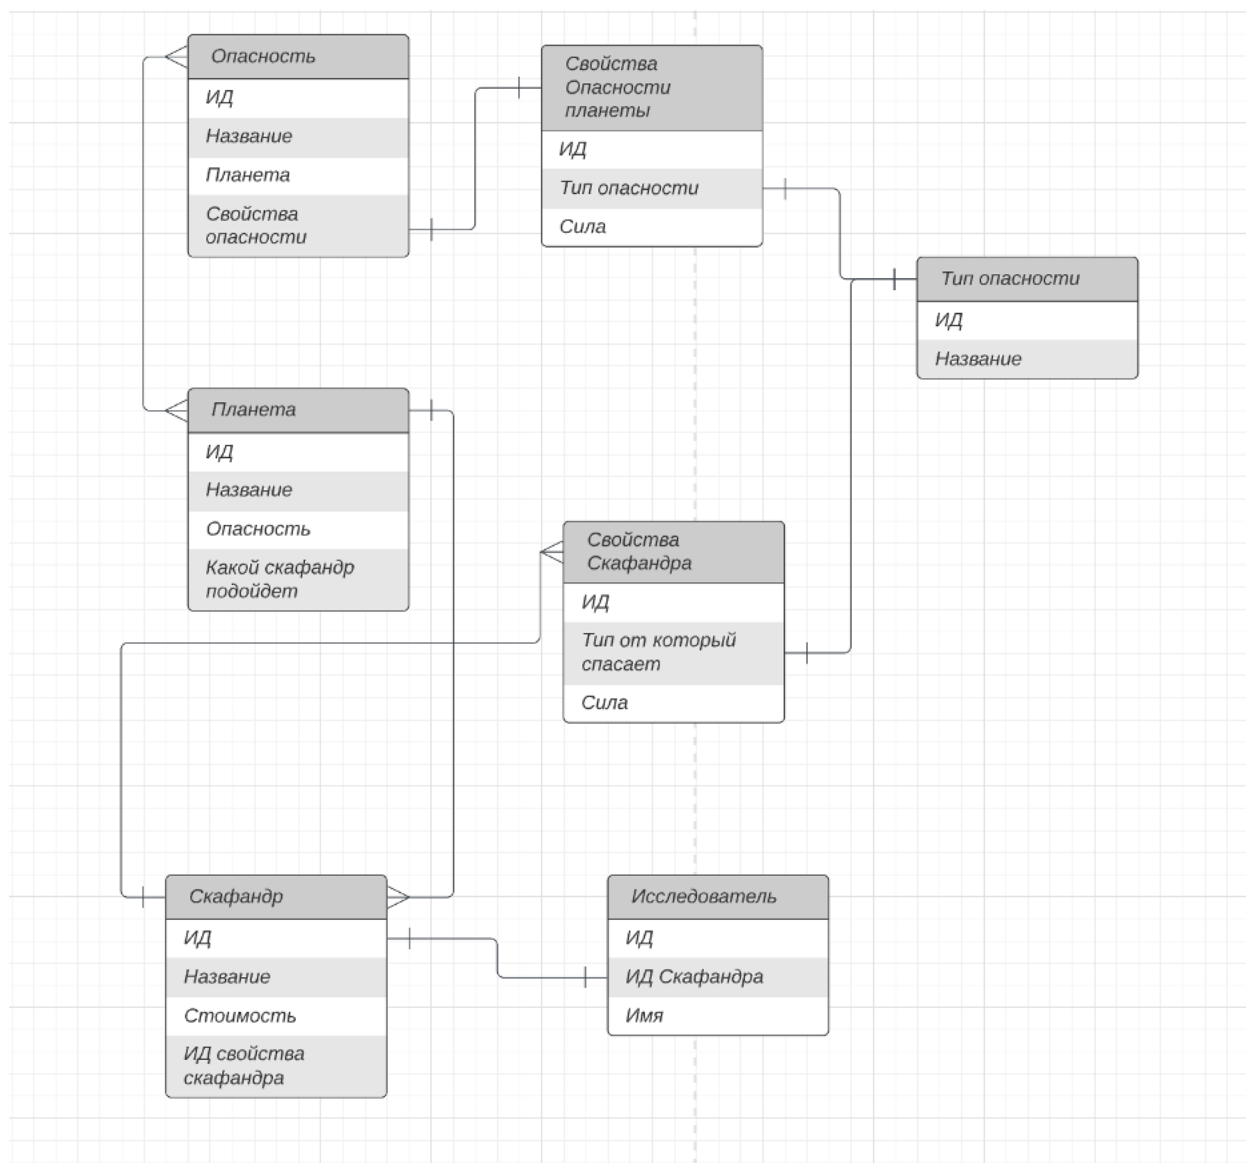 Опасность
ИД
Название
Планета
Свойства
опасности
Свойства
Опасности
планеты
ИД
Тип опасности
Сила
Тип опасности
ИД
Название
Планета
ИД
Название
Опасность
Какой скафандр
подойдет
Свойства
Скафандра
ИД
Тип от который
спасает
Сила
Скафандр
ИД
Название
Стоимость
ИД свойства
скафандра
Исследователь
ИД
ИД Скафандра
Имя